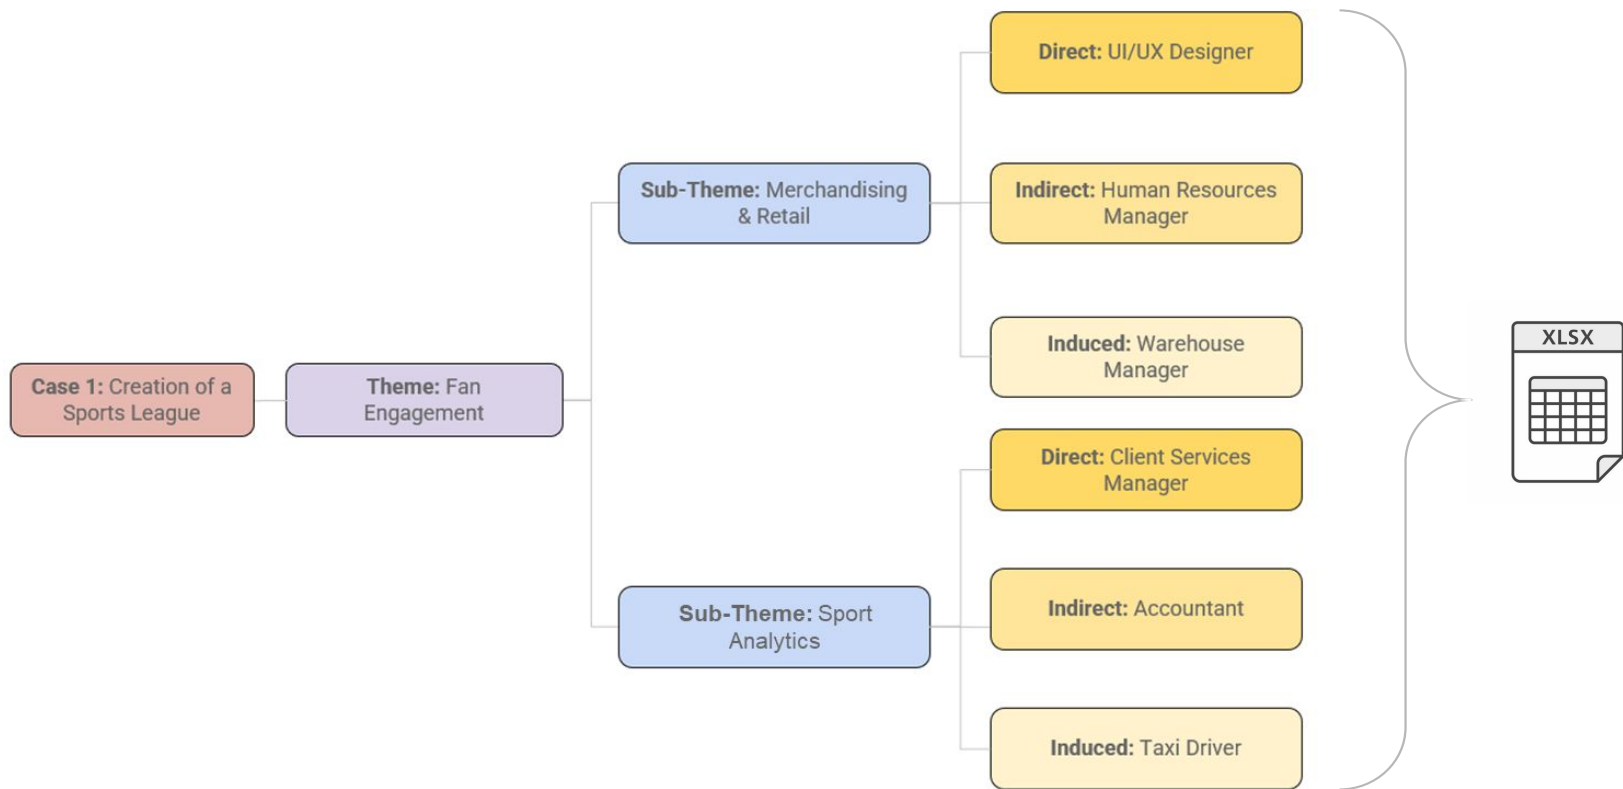 Case 1: Creation of a
Sports League
Theme: Fan
Engagement
Sub-Theme: Merchandising
& Retail
Direct: UI/UX Designer
Indirect: Human Resources
Manager
Induced: Warehouse
Manager
Sub-Theme: Sport
Analytics
Direct: Client Services
Manager
Indirect: Accountant
Induced: Taxi Driver
XLSX